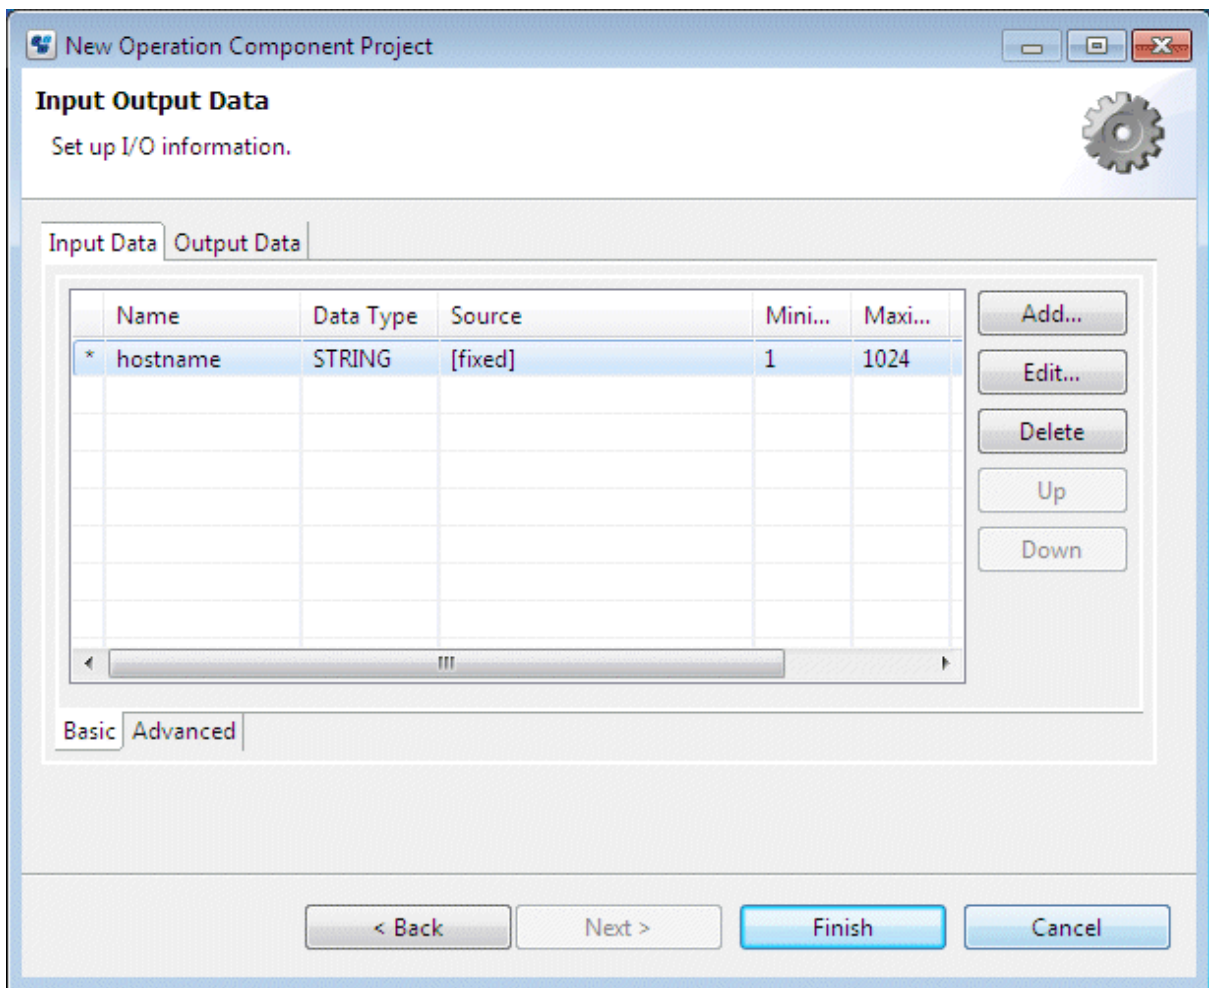 New Operation Component Project
Input Output Data
Set up I/O information.
Input Data Output Data
Name Data Type Source Mini... Maxi... Add...
* hostname STRING [fixed] 1 1024
Edit...
Delete
Up
Down
Basic Advanced
< Back Next > Finish Cancel